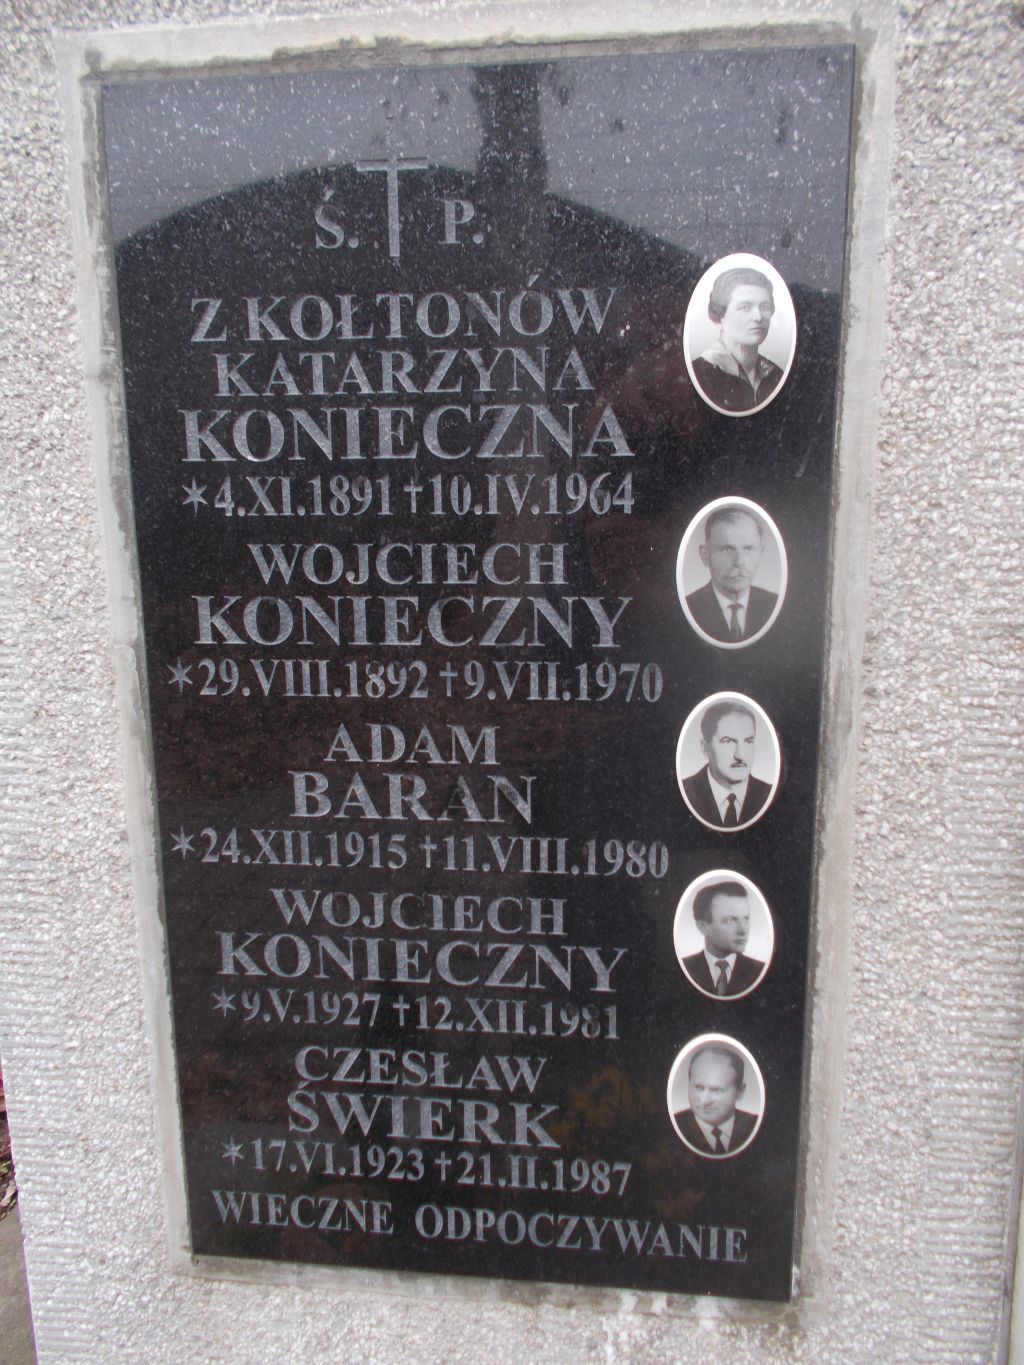 Ś. P.
Z KOŁTONÓW
KATARZYNA
KONIECZNA
*4.XI.1891 †10.IV.1964
WOJCIECH
KONIECZNY
*29.VIII.1892 †9.VII.1970
ADAM
BARAN
*24.XII.1915 †11.VIII.1980
WOJCIECH
KONIECZNY
*9.V.1927 †12.XII.1981
CZESŁAW
ŚWIERK
*17.VI.1923 †21.II.1987
WIECZNE ODPOCZYWANIE